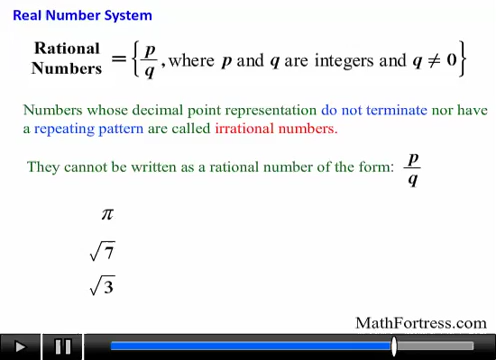 Real Number System
Rational Numbers = { p/q , where p and q are integers and q ≠ 0 }
Numbers whose decimal point representation do not terminate nor have
a repeating pattern are called irrational numbers.
They cannot be written as a rational number of the form: p/q
π
√7
√3
MathFortress.com